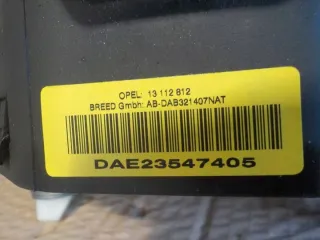 OPEL: 13 112 812
BREED Gmbh: AB-DAB321407NAT
DAE23547405